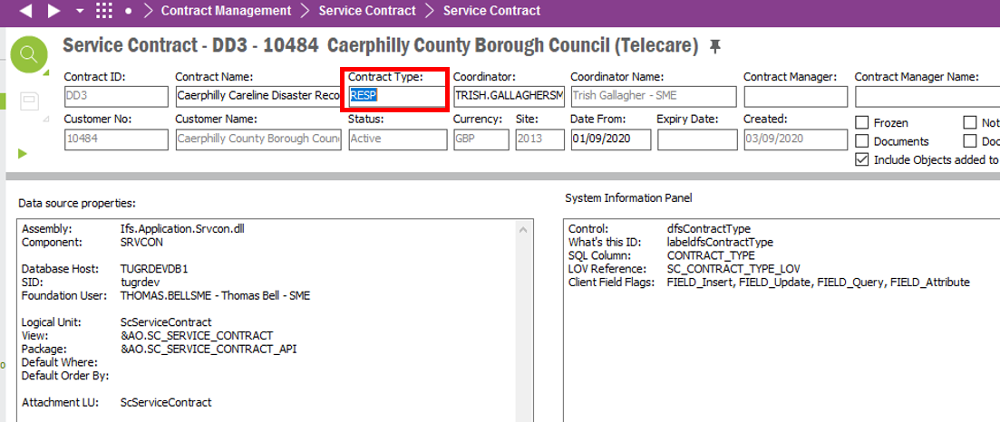 Contract Management > Service Contract > Service Contract
Service Contract - DD3 - 10484 Caerphilly County Borough Council (Telecare)
Contract ID: Contract Name: Contract Type: Coordinator: Coordinator Name: Contract Manager: Contract Manager Name:
DD3 Caerphilly Careline Disaster Reco RESP TRISH.GALLAGHERSM Trish Gallagher - SME
Customer No: Customer Name: Status: Currency: Site: Date From: Expiry Date: Created:
10484 Caerphilly County Borough Coun Active GBP 2013 01/09/2020 03/09/2020
Frozen Not
Documents Doc
Include Objects added to
Data source properties:
Assembly: Ifs.Application.Srvcon.dll
Component: SRVCON
Database Host: TUGRDEVDB1
SID: tugrdev
Foundation User: THOMAS.BELLSME - Thomas Bell - SME
Logical Unit: ScServiceContract
View: &AO.SC_SERVICE_CONTRACT
Package: &AO.SC_SERVICE_CONTRACT_API
Default Where:
Default Order By:
Attachment LU: ScServiceContract
System Information Panel
Control: dfsContractType
What's this ID: labeldfsContractType
SQL Column: CONTRACT_TYPE
LOV Reference: SC_CONTRACT_TYPE_LOV
Client Field Flags: FIELD_Insert, FIELD_Update, FIELD_Query, FIELD_Attribute